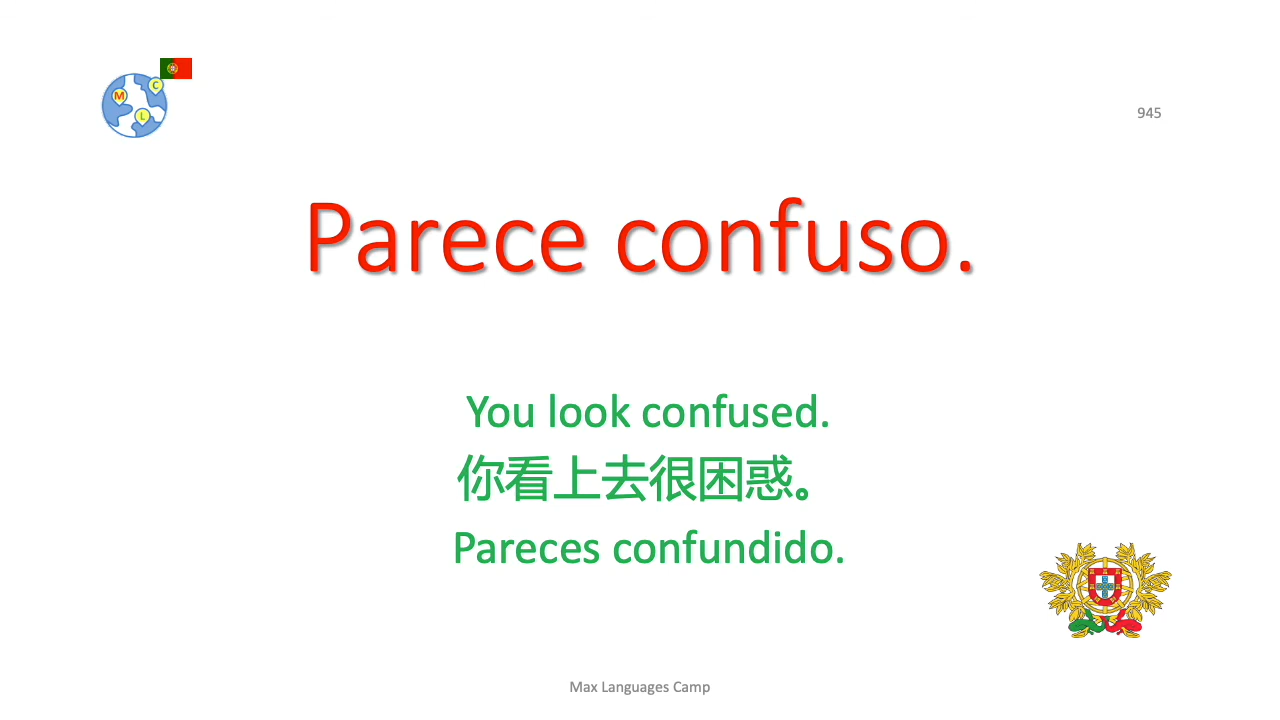 M
C
L
945
Parece confuso.
You look confused.
你看上去很困惑。
Pareces confundido.
Max Languages Camp